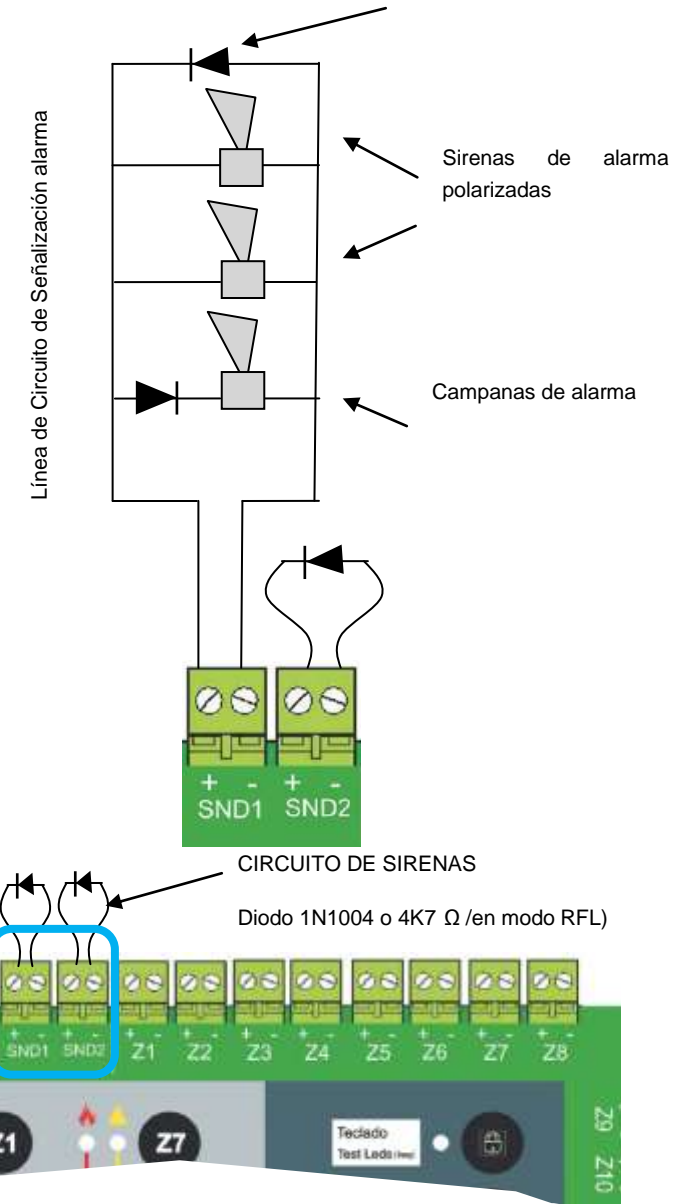 Línea de Circuito de Señalización alarma
Sirenas de alarma
polarizadas
Campanas de alarma
+ - + -
SND1 SND2
CIRCUITO DE SIRENAS
Diodo 1N1004 o 4K7 Ω /en modo RFL)
+ - + - + - + - + - + - + - + - + - + -
SND1 SND2 Z1 Z2 Z3 Z4 Z5 Z6 Z7 Z8
Z1 Z7
Teclado
Test Leds
Z9 Z10